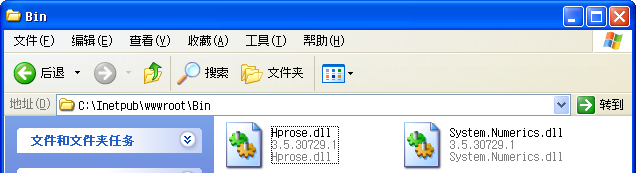 Bin
文件(F) 编辑(E) 查看(V) 收藏(A) 工具(T) 帮助(H)
后退 搜索 文件夹
地址(D) C:\Inetpub\wwwroot\Bin 转到
文件和文件夹任务
Hprose.dll
3.5.30729.1
Hprose.dll
System.Numerics.dll
3.5.30729.1
System.Numerics.dll